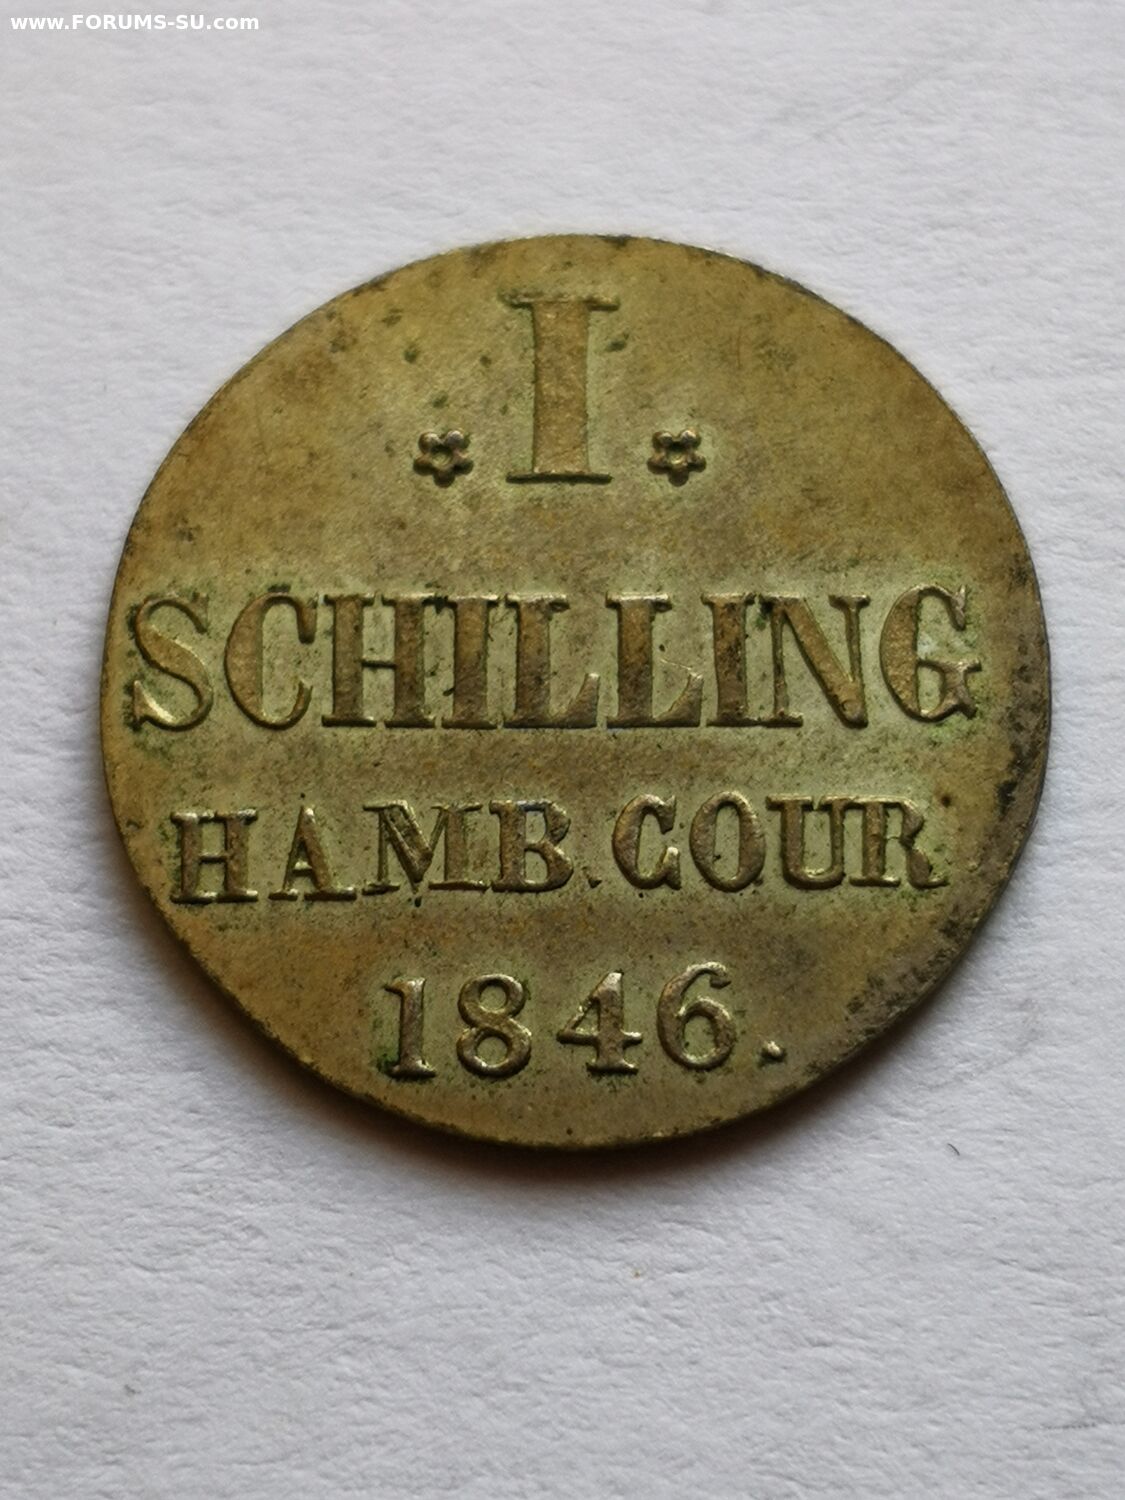 www.FORUMS-SU.com
I
SCHILLING
HAMB. COUR
1846.